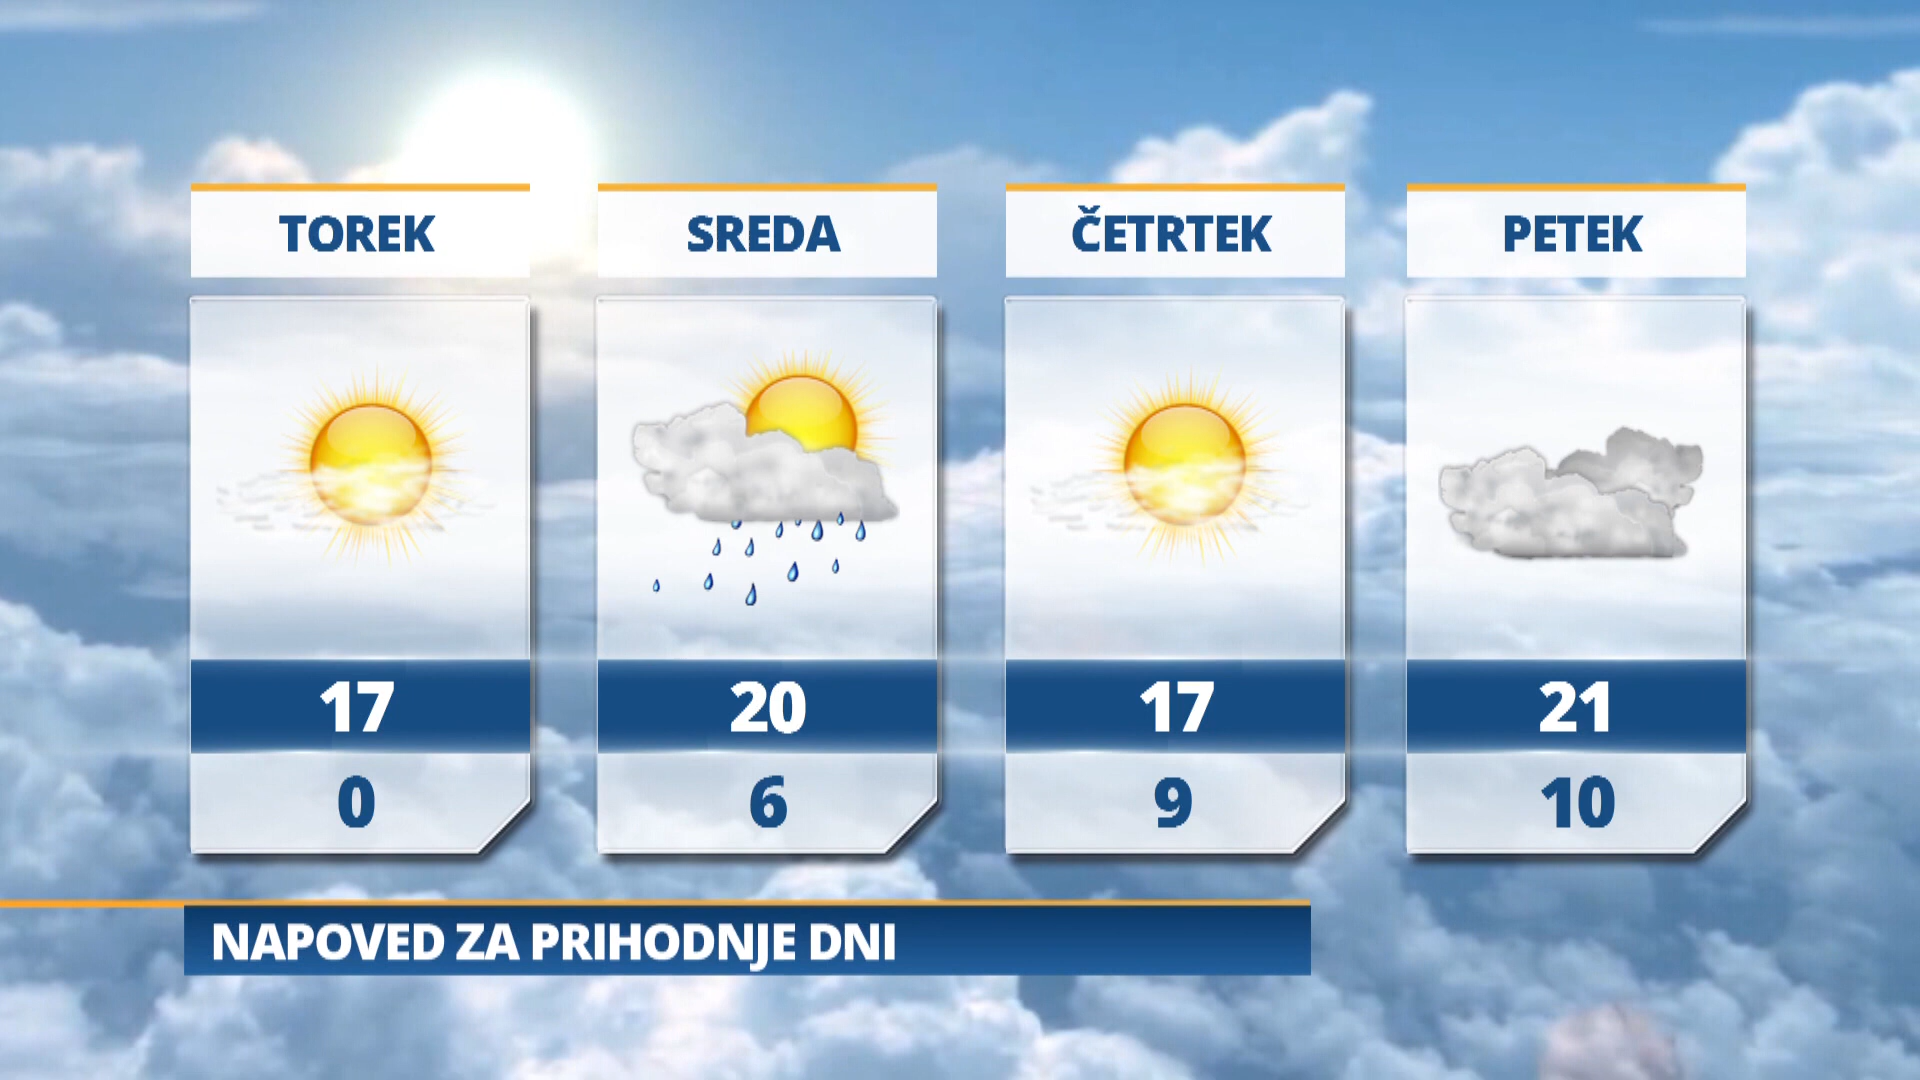 TOREK
SREDA
ČETRTEK
PETEK
17
20
17
21
0
6
9
10
NAPOVED ZA PRIHODNJE DNI